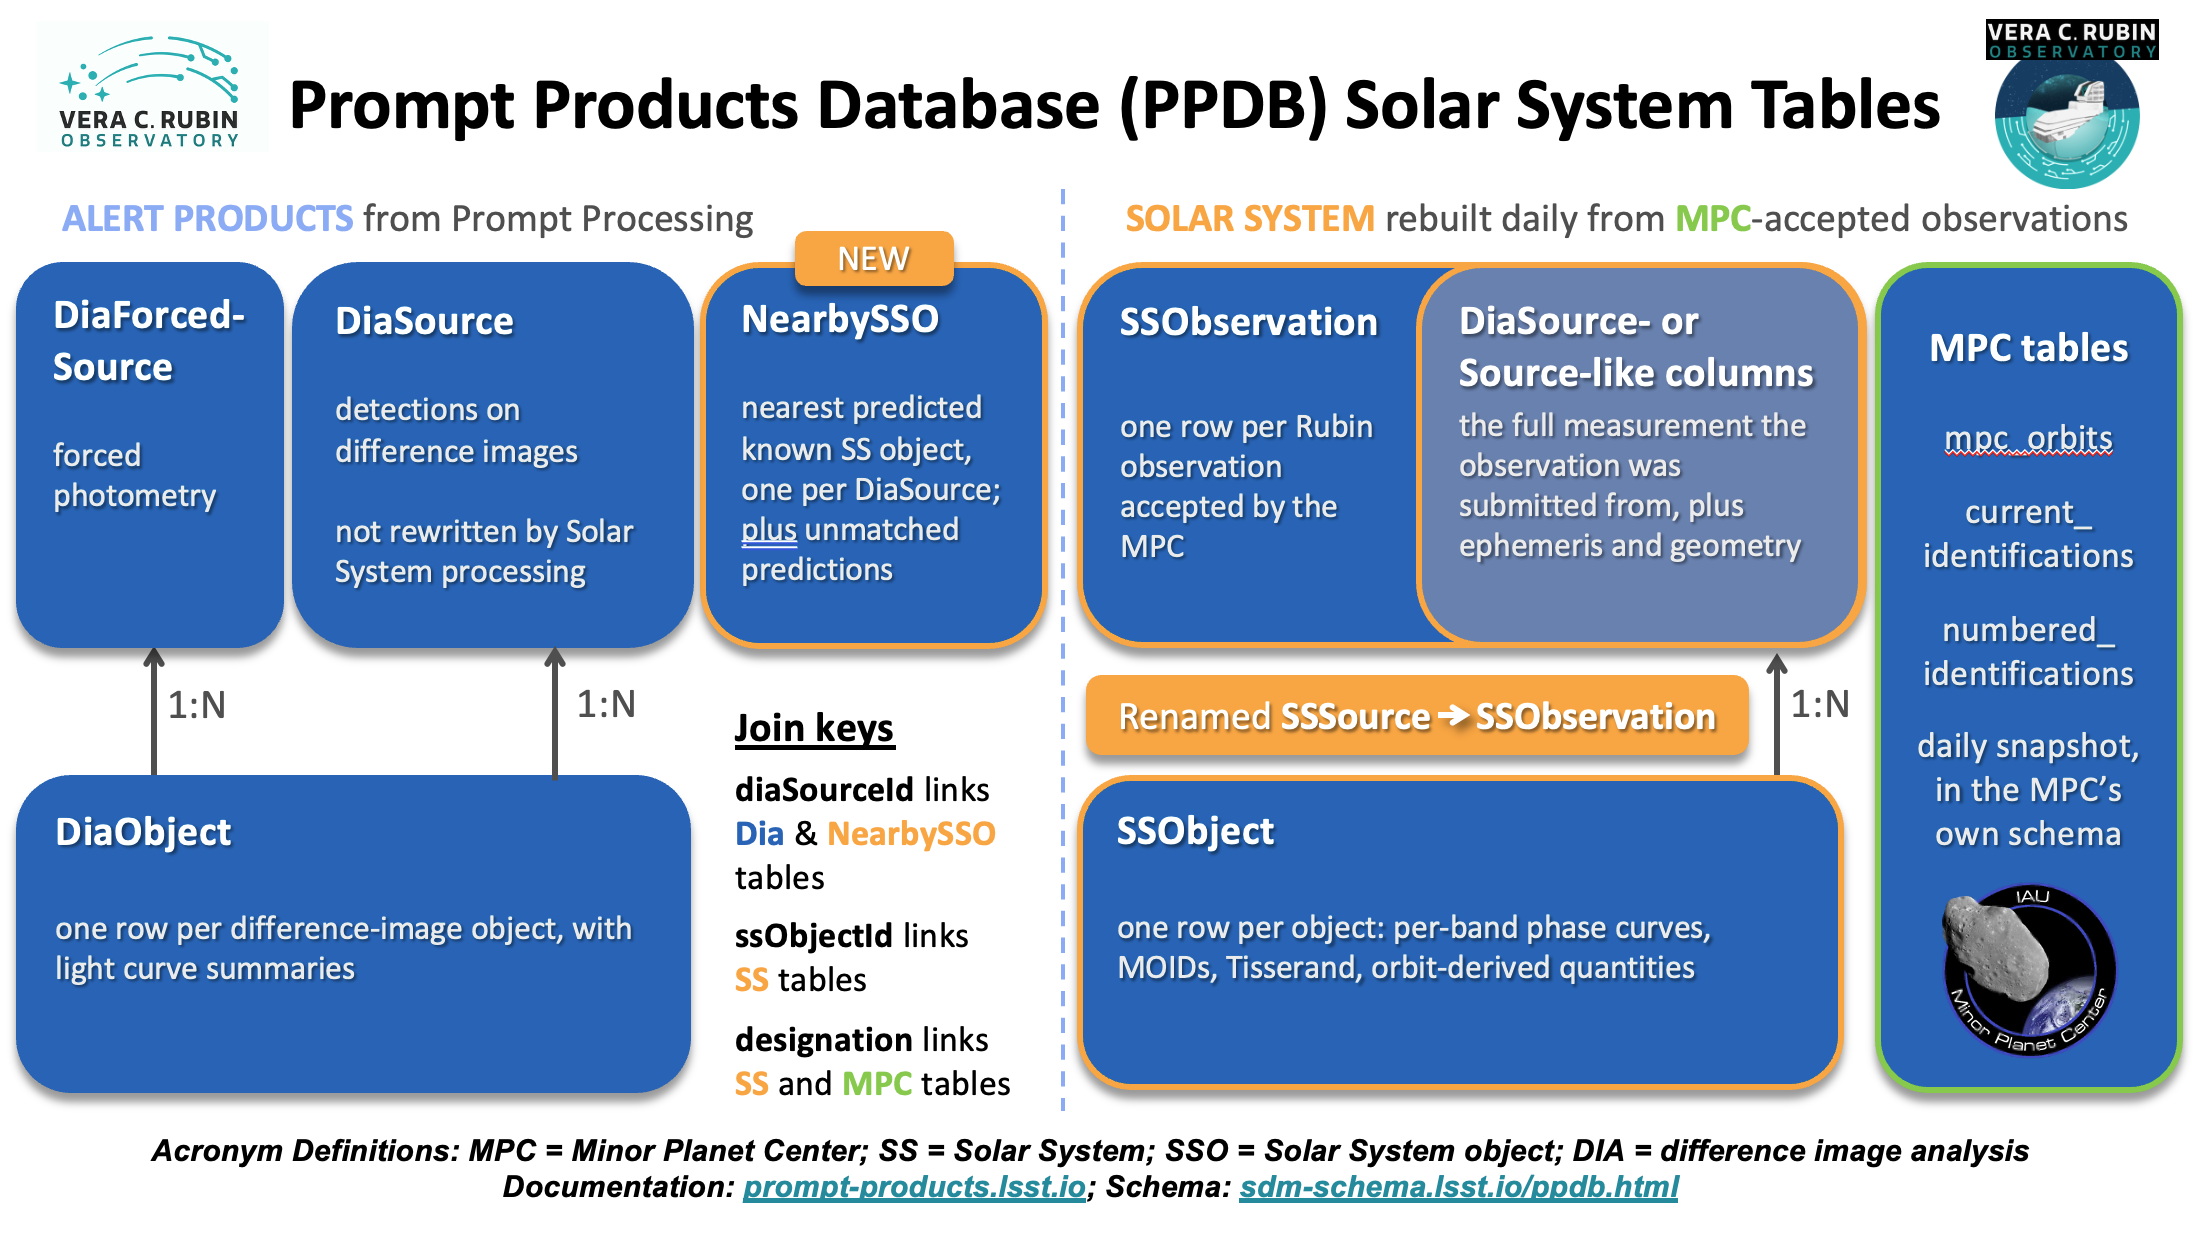 VERA C. RUBIN
OBSERVATORY
Prompt Products Database (PPDB) Solar System Tables
VERA C. RUBIN
OBSERVATORY
ALERT PRODUCTS from Prompt Processing
SOLAR SYSTEM rebuilt daily from MPC-accepted observations
DiaForced-
Source
forced
photometry
DiaSource
detections on
difference images
not rewritten by Solar
System processing
NEW
NearbySSO
nearest predicted
known SS object,
one per DiaSource;
plus unmatched
predictions
SSObservation
one row per Rubin
observation
accepted by the
MPC
DiaSource- or
Source-like columns
the full measurement the
observation was
submitted from, plus
ephemeris and geometry
MPC tables
mpc_orbits
current_
identifications
numbered_
identifications
daily snapshot,
in the MPC’s
own schema
IAU
Minor Planet Center
1:N
1:N
Renamed SSSource → SSObservation
1:N
DiaObject
one row per difference-image object, with
light curve summaries
Join keys
diaSourceId links
Dia & NearbySSO
tables
ssObjectId links
SS tables
designation links
SS and MPC tables
SSObject
one row per object: per-band phase curves,
MOIDs, Tisserand, orbit-derived quantities
Acronym Definitions: MPC = Minor Planet Center; SS = Solar System; SSO = Solar System object; DIA = difference image analysis
Documentation: prompt-products.lsst.io; Schema: sdm-schema.lsst.io/ppdb.html